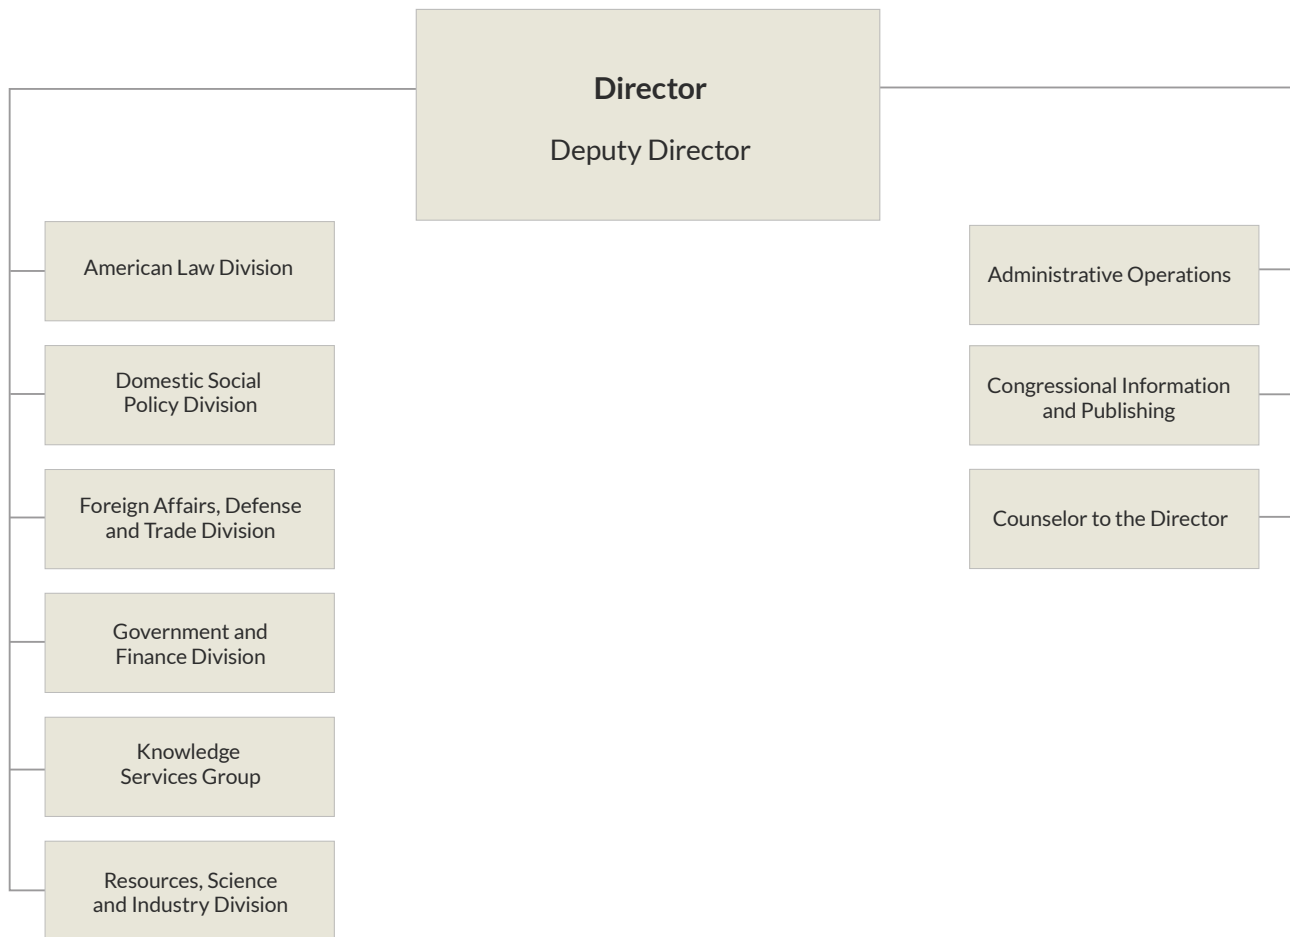 Director
Deputy Director
American Law Division
Domestic Social
Policy Division
Foreign Affairs, Defense
and Trade Division
Government and
Finance Division
Knowledge
Services Group
Resources, Science
and Industry Division
Administrative Operations
Congressional Information
and Publishing
Counselor to the Director